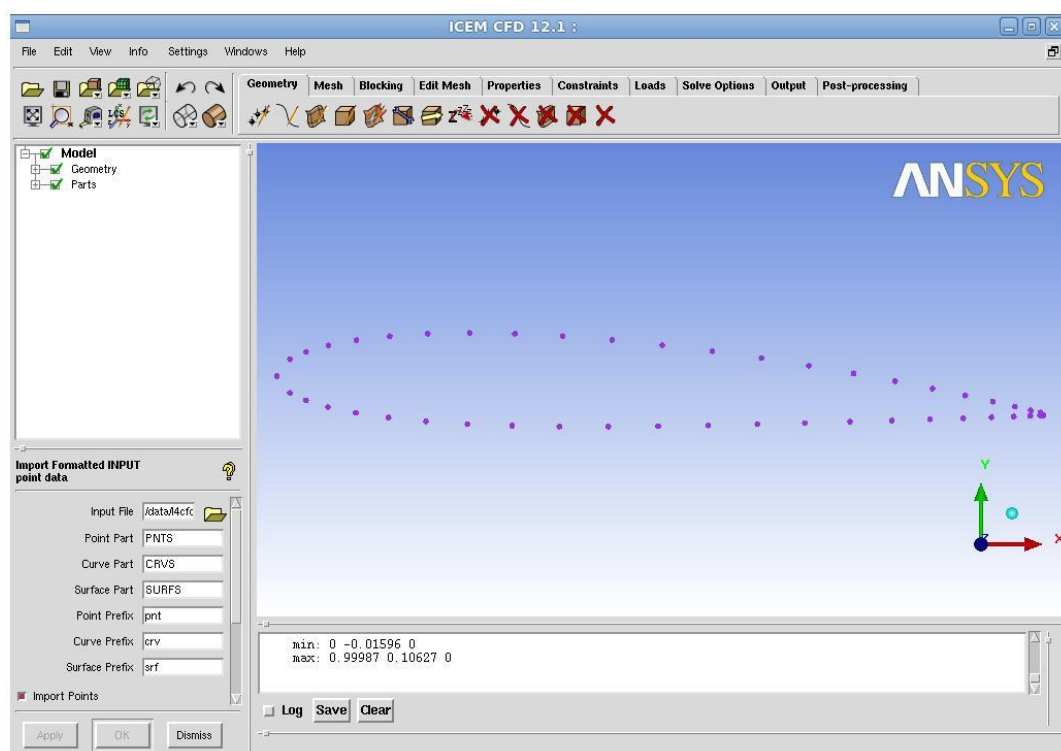 ICEM CFD 12.1 :
File Edit View Info Settings Windows Help
Geometry Mesh Blocking Edit Mesh Properties Constraints Loads Solve Options Output Post-processing
LCS
Model
Geometry
Parts
ANSYS
Import Formatted INPUT
point data
Input File /data/l4cfc
Point Part PNTS
Curve Part CRVS
Surface Part SURFS
Point Prefix pnt
Curve Prefix crv
Surface Prefix srf
Import Points
Apply OK Dismiss
Y
Z
X
min: 0 -0.01596 0
max: 0.99987 0.10627 0
Log Save Clear